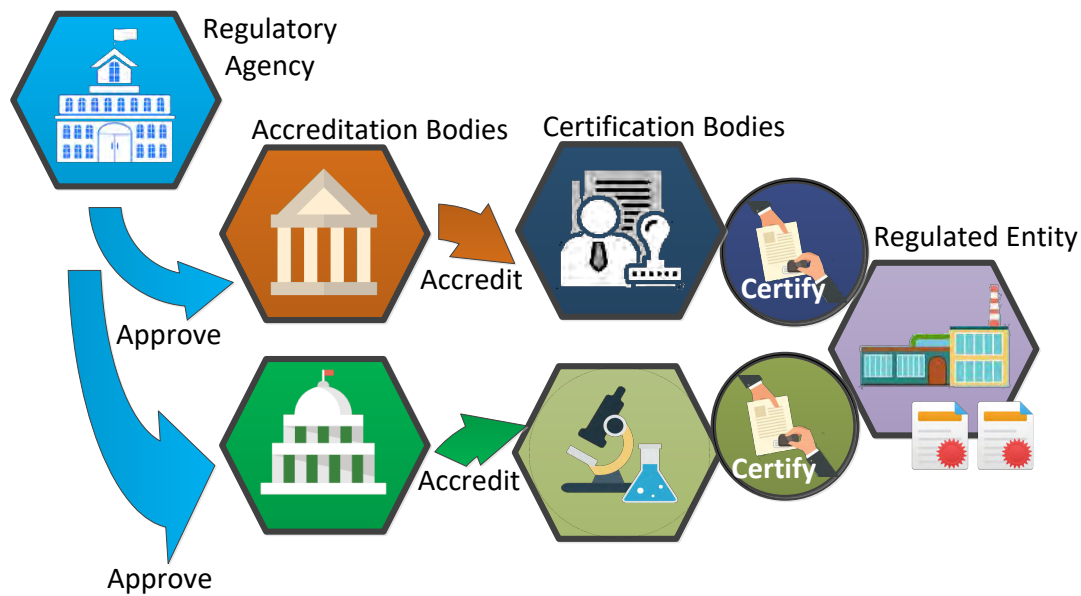 Regulatory
Agency
Accreditation Bodies
Certification Bodies
Regulated Entity
Accredit
Certify
Approve
Accredit
Certify
Approve